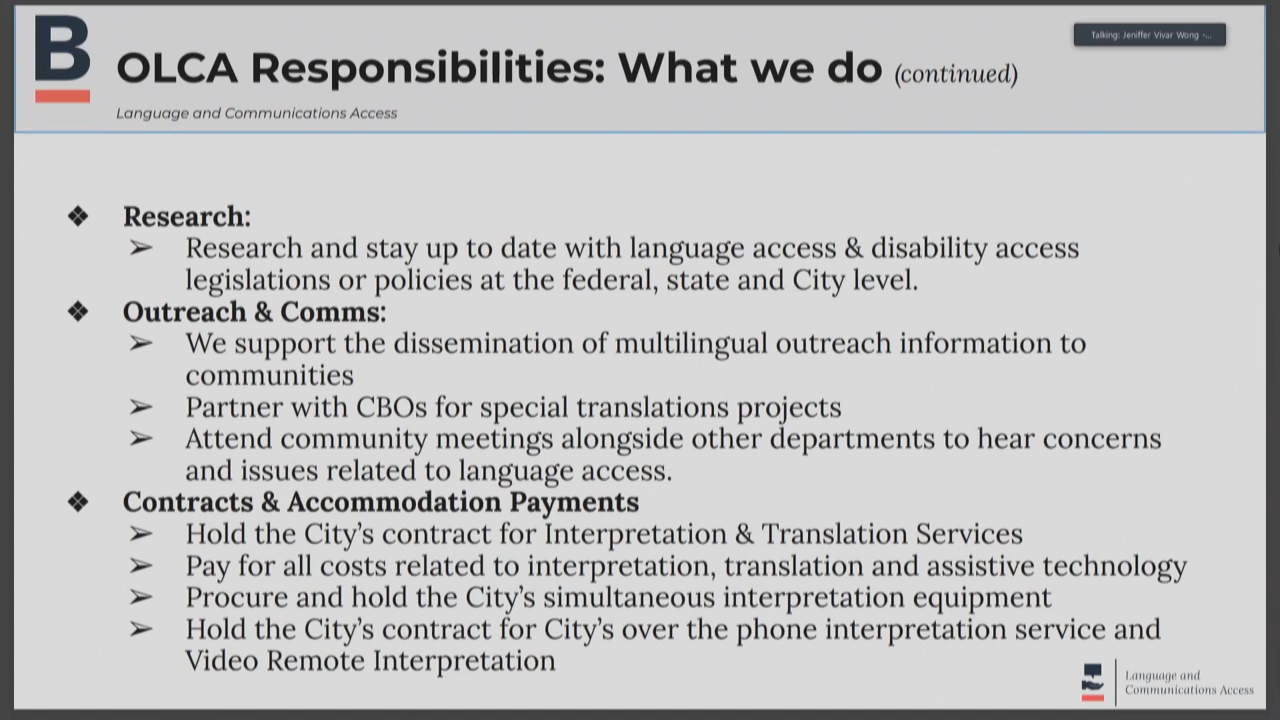 B
OLCA Responsibilities: What we do (continued)
Talking: Jeniffer Vivar Wong -...
Language and Communications Access
❖ Research:
➢ Research and stay up to date with language access & disability access
legislations or policies at the federal, state and City level.
❖ Outreach & Comms:
➢ We support the dissemination of multilingual outreach information to
communities
➢ Partner with CBOs for special translations projects
➢ Attend community meetings alongside other departments to hear concerns
and issues related to language access.
❖ Contracts & Accommodation Payments
➢ Hold the City’s contract for Interpretation & Translation Services
➢ Pay for all costs related to interpretation, translation and assistive technology
➢ Procure and hold the City’s simultaneous interpretation equipment
➢ Hold the City’s contract for City’s over the phone interpretation service and
Video Remote Interpretation
Language and
Communications Access